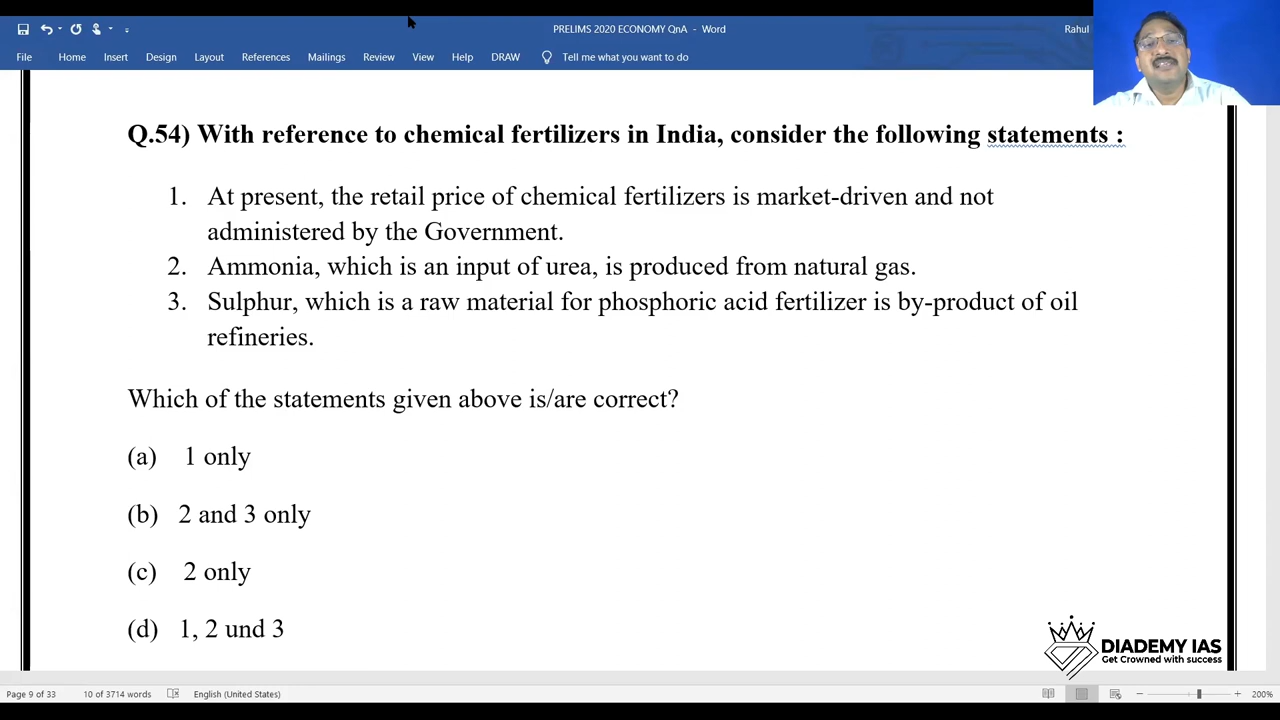 PRELIMS 2020 ECONOMY QnA - Word
Rahul
File Home Insert Design Layout References Mailings Review View Help DRAW Tell me what you want to do
Q.54) With reference to chemical fertilizers in India, consider the following statements :
1. At present, the retail price of chemical fertilizers is market-driven and not
administered by the Government.
2. Ammonia, which is an input of urea, is produced from natural gas.
3. Sulphur, which is a raw material for phosphoric acid fertilizer is by-product of oil
refineries.
Which of the statements given above is/are correct?
(a) 1 only
(b) 2 and 3 only
(c) 2 only
(d) 1, 2 und 3
DIADEMY IAS
Get Crowned with success
Page 9 of 33 10 of 3714 words English (United States) 200%